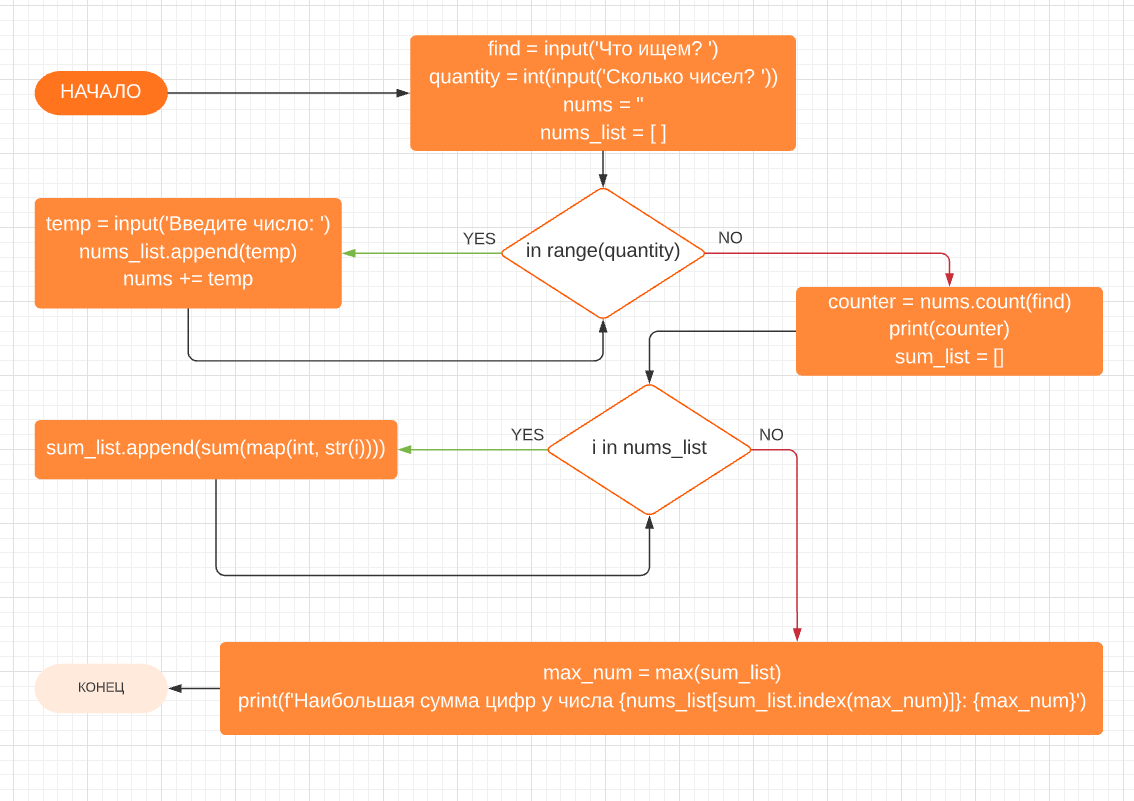 НАЧАЛО
find = input('Что ищем? ')
quantity = int(input('Сколько чисел? '))
nums = ''
nums_list = [ ]
in range(quantity)
YES
NO
temp = input('Введите число: ')
nums_list.append(temp)
nums += temp
counter = nums.count(find)
print(counter)
sum_list = []
i in nums_list
YES
NO
sum_list.append(sum(map(int, str(i))))
max_num = max(sum_list)
print(f'Наибольшая сумма цифр у числа {nums_list[sum_list.index(max_num)]}: {max_num}')
КОНЕЦ